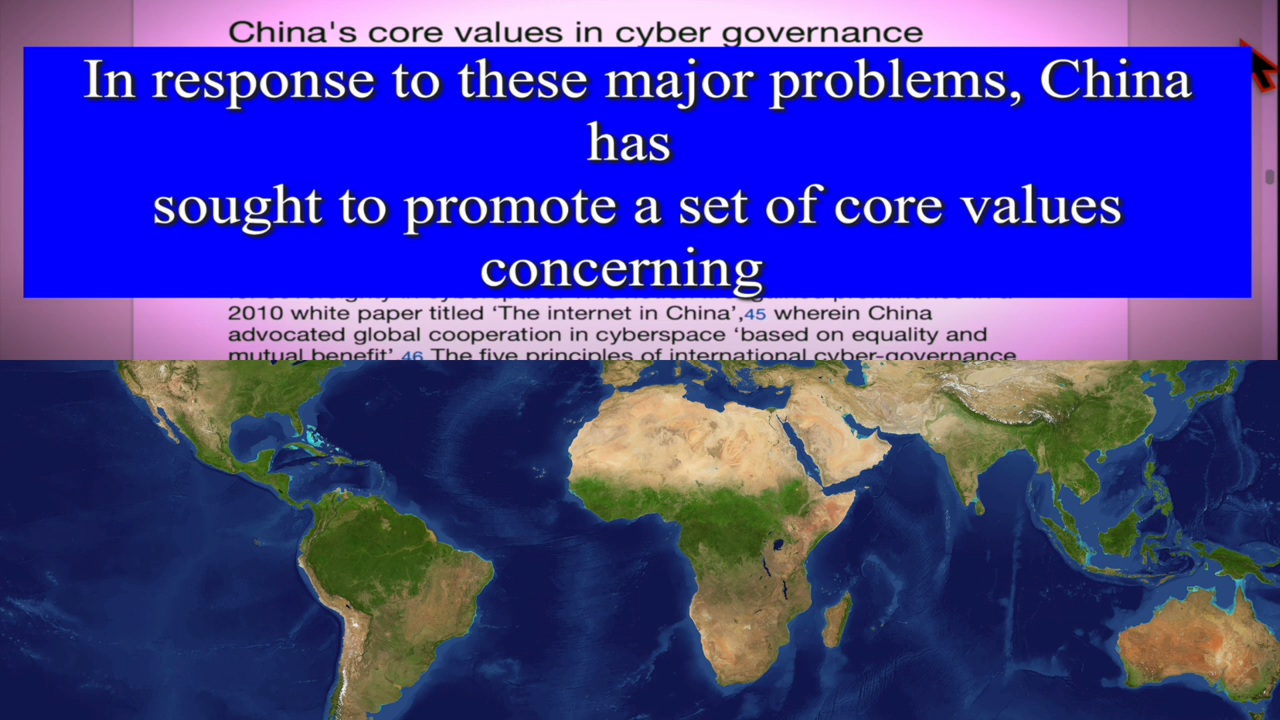 China's core values in cyber governance
In response to these major problems, China
has
sought to promote a set of core values
concerning
2010 white paper titled ‘The internet in China’,45 wherein China
advocated global cooperation in cyberspace ‘based on equality and
mutual benefit’ 46 The five principles of international cyber-governance